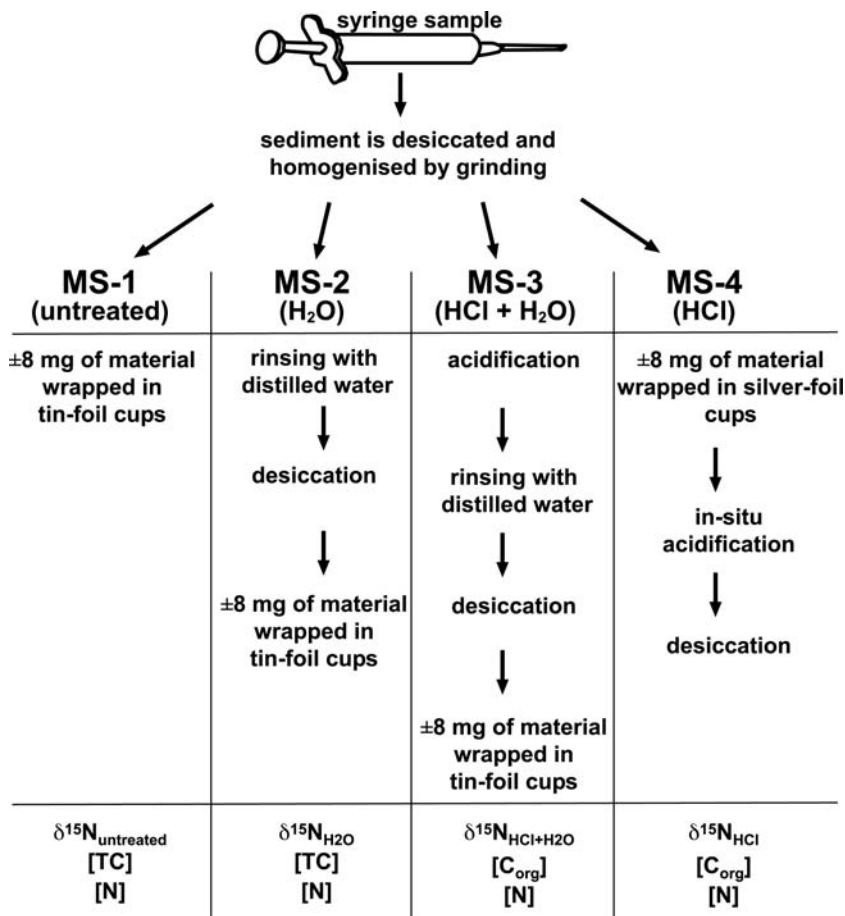 syringe sample
sediment is desiccated and
homogenised by grinding
MS-1
(untreated)
±8 mg of material
wrapped in
tin-foil cups
δ¹⁵Nuntreated
[TC]
[N]
MS-2
(H₂O)
rinsing with
distilled water
desiccation
±8 mg of material
wrapped in
tin-foil cups
δ¹⁵NH2O
[TC]
[N]
MS-3
(HCl + H₂O)
acidification
rinsing with
distilled water
desiccation
±8 mg of material
wrapped in
tin-foil cups
δ¹⁵NHCl+H2O
[Corg]
[N]
MS-4
(HCl)
±8 mg of material
wrapped in silver-foil
cups
in-situ
acidification
desiccation
δ¹⁵NHCl
[Corg]
[N]